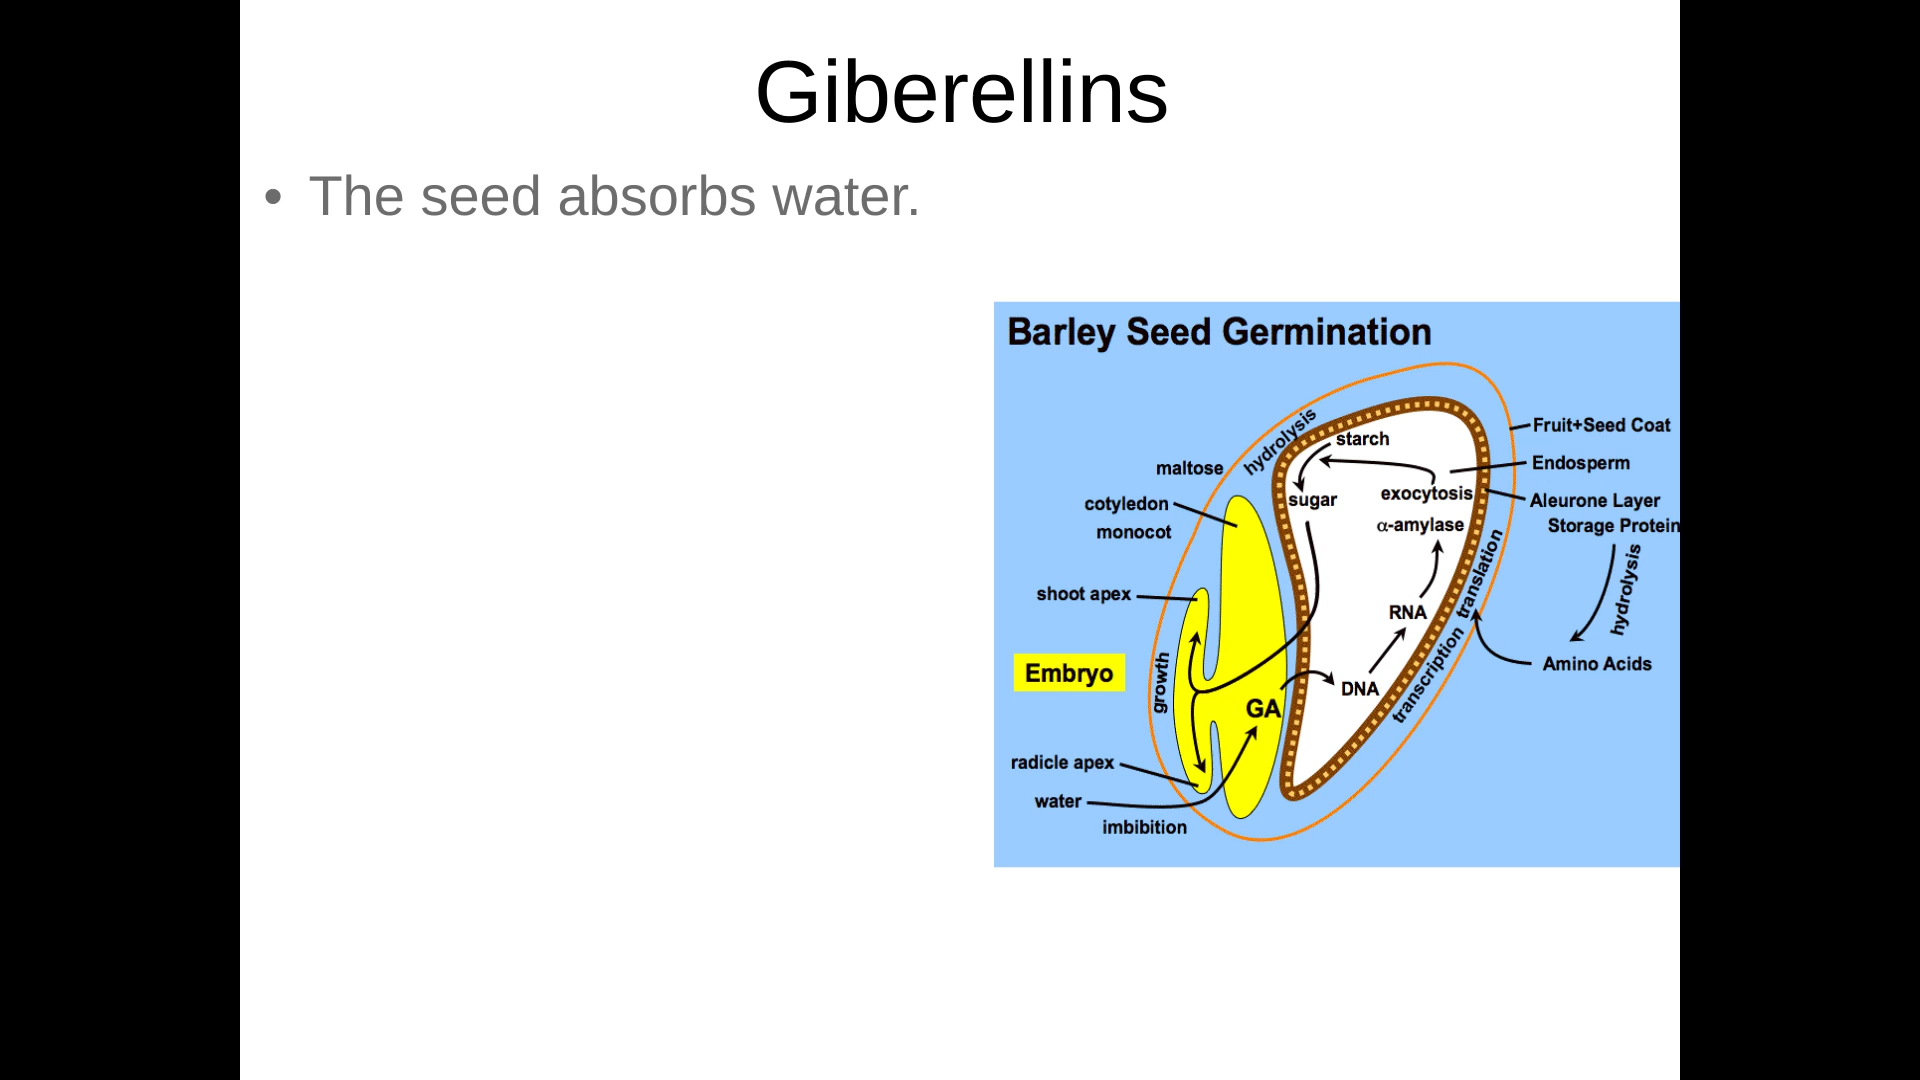 Giberellins
• The seed absorbs water.
Barley Seed Germination
hydrolysis
starch
Fruit+Seed Coat
maltose
Endosperm
sugar
exocytosis
cotyledon
Aleurone Layer
α-amylase
Storage Protein
monocot
translation
hydrolysis
shoot apex
RNA
transcription
Amino Acids
Embryo
growth
DNA
GA
radicle apex
water
imbibition